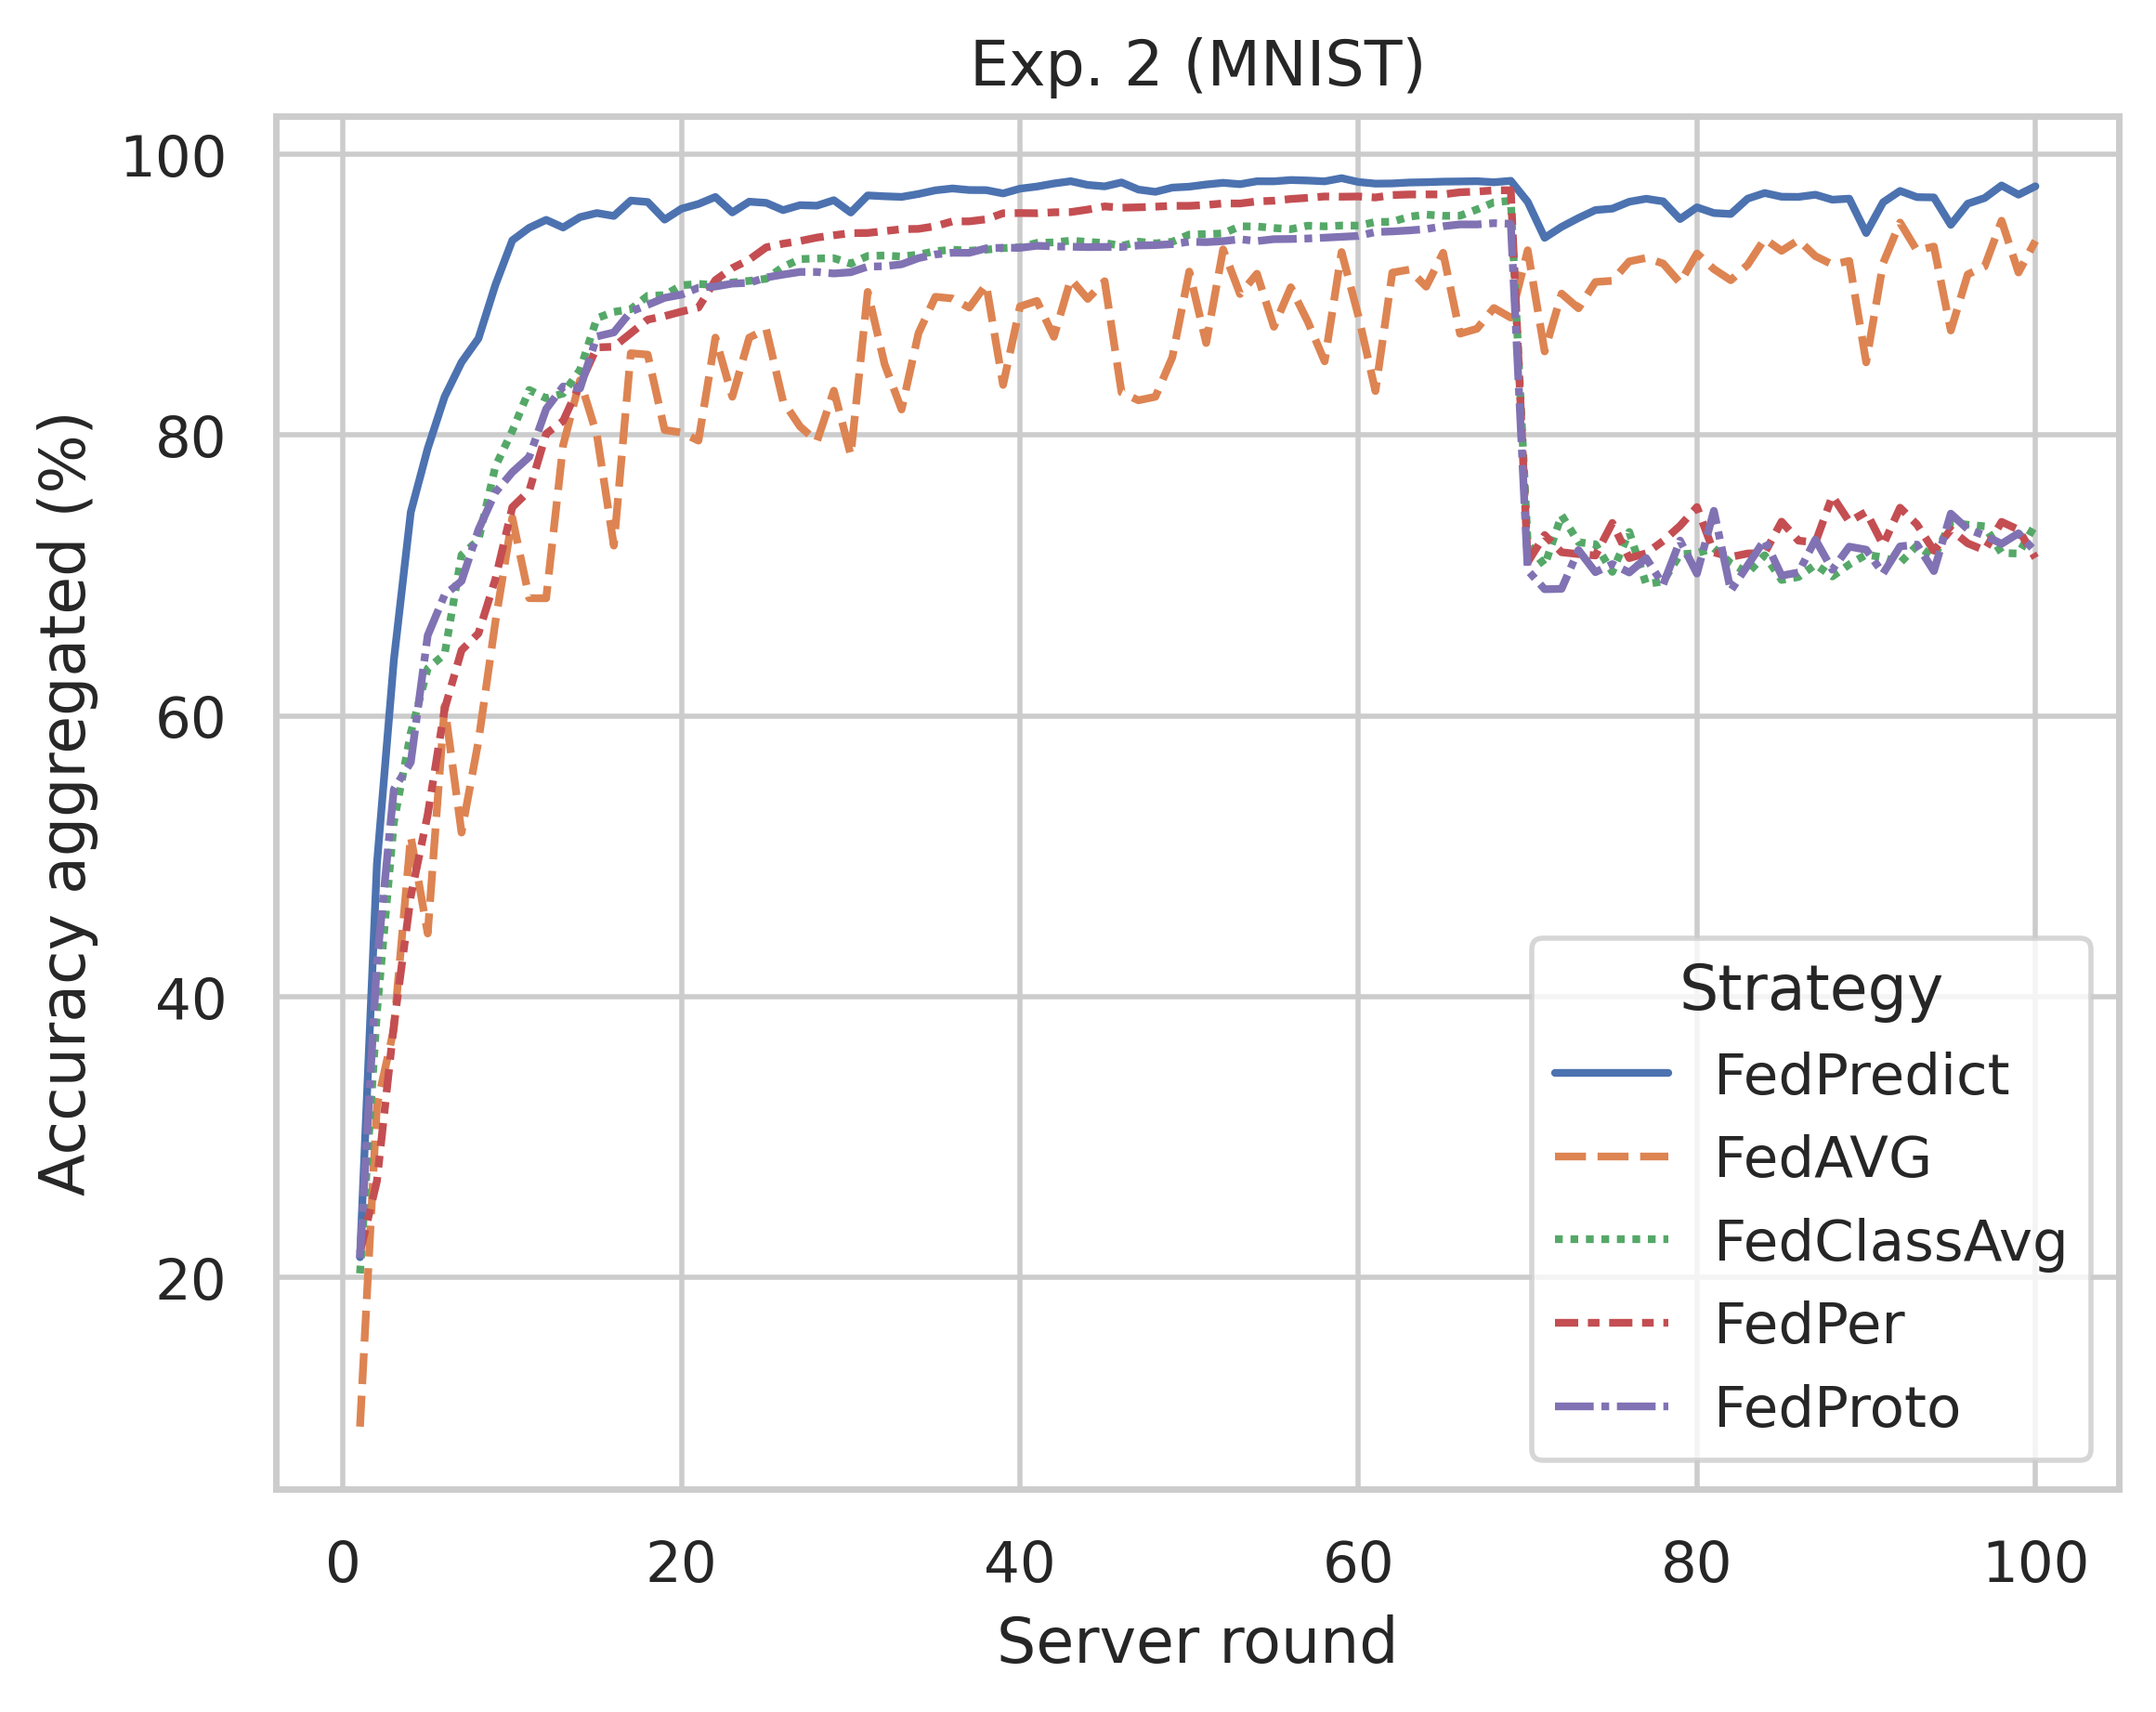 Exp. 2 (MNIST)
Accuracy aggregated (%)
100
80
60
40
20
0 20 40 60 80 100
Server round
Strategy
FedPredict
FedAVG
FedClassAvg
FedPer
FedProto